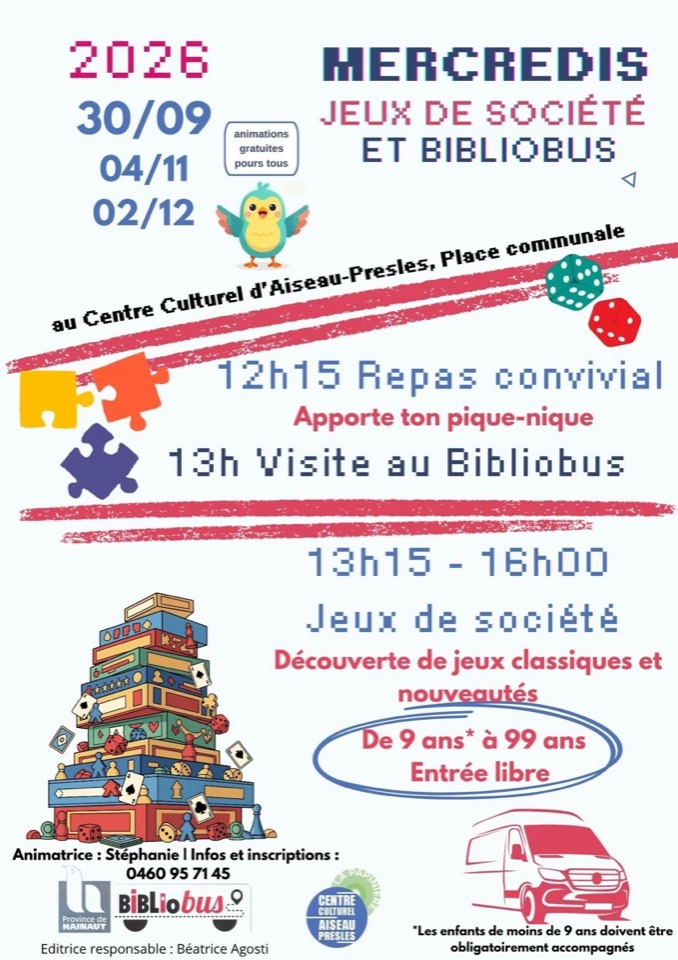 2026
30/09
04/11
02/12
animations
gratuites
pours tous
MERCREDIS
JEUX DE SOCIÉTÉ
ET BIBLIOBUS
au Centre Culturel d'Aiseau-Presles, Place communale
12h15 Repas convivial
Apporte ton pique-nique
13h Visite au Bibliobus
13h15 - 16h00
Jeux de société
Découverte de jeux classiques et
nouveautés
De 9 ans* à 99 ans
Entrée libre
Animatrice : Stéphanie | Infos et inscriptions :
0460 95 71 45
Province de
HAINAUT
BiBLiobus
CENTRE
CULTUREL
AISEAU
PRESLES
*Les enfants de moins de 9 ans doivent être
obligatoirement accompagnés
Editrice responsable : Béatrice Agosti